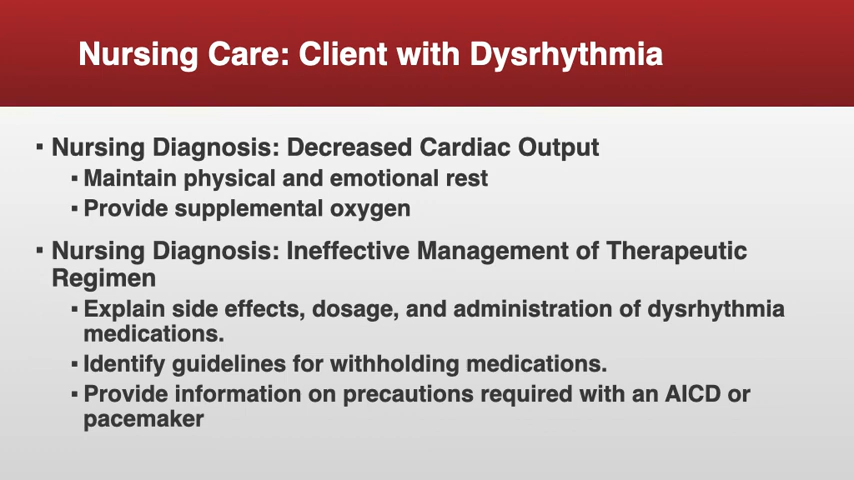 Nursing Care: Client with Dysrhythmia
▪ Nursing Diagnosis: Decreased Cardiac Output
▪ Maintain physical and emotional rest
▪ Provide supplemental oxygen
▪ Nursing Diagnosis: Ineffective Management of Therapeutic
Regimen
▪ Explain side effects, dosage, and administration of dysrhythmia
medications.
▪ Identify guidelines for withholding medications.
▪ Provide information on precautions required with an AICD or
pacemaker